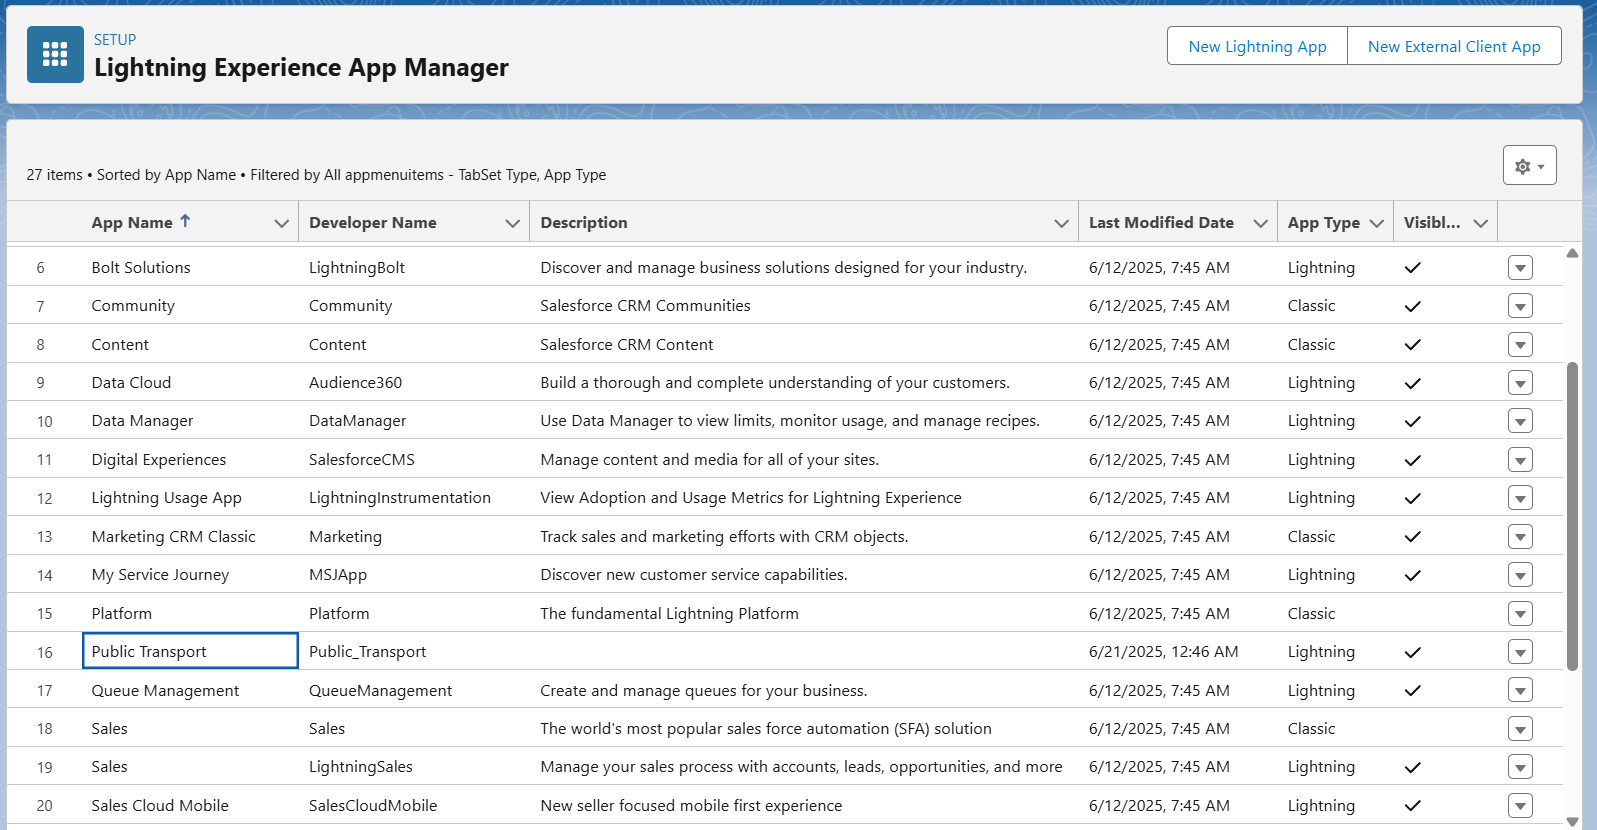 SETUP
Lightning Experience App Manager
New Lightning App New External Client App
27 items • Sorted by App Name • Filtered by All appmenuitems - TabSet Type, App Type
App Name Developer Name Description Last Modified Date App Type Visibl...
6 Bolt Solutions LightningBolt Discover and manage business solutions designed for your industry. 6/12/2025, 7:45 AM Lightning
7 Community Community Salesforce CRM Communities 6/12/2025, 7:45 AM Classic
8 Content Content Salesforce CRM Content 6/12/2025, 7:45 AM Classic
9 Data Cloud Audience360 Build a thorough and complete understanding of your customers. 6/12/2025, 7:45 AM Lightning
10 Data Manager DataManager Use Data Manager to view limits, monitor usage, and manage recipes. 6/12/2025, 7:45 AM Lightning
11 Digital Experiences SalesforceCMS Manage content and media for all of your sites. 6/12/2025, 7:45 AM Lightning
12 Lightning Usage App LightningInstrumentation View Adoption and Usage Metrics for Lightning Experience 6/12/2025, 7:45 AM Lightning
13 Marketing CRM Classic Marketing Track sales and marketing efforts with CRM objects. 6/12/2025, 7:45 AM Classic
14 My Service Journey MSJApp Discover new customer service capabilities. 6/12/2025, 7:45 AM Lightning
15 Platform Platform The fundamental Lightning Platform 6/12/2025, 7:45 AM Classic
16 Public Transport Public_Transport 6/21/2025, 12:46 AM Lightning
17 Queue Management QueueManagement Create and manage queues for your business. 6/12/2025, 7:45 AM Lightning
18 Sales Sales The world's most popular sales force automation (SFA) solution 6/12/2025, 7:45 AM Classic
19 Sales LightningSales Manage your sales process with accounts, leads, opportunities, and more 6/12/2025, 7:45 AM Lightning
20 Sales Cloud Mobile SalesCloudMobile New seller focused mobile first experience 6/12/2025, 7:45 AM Lightning